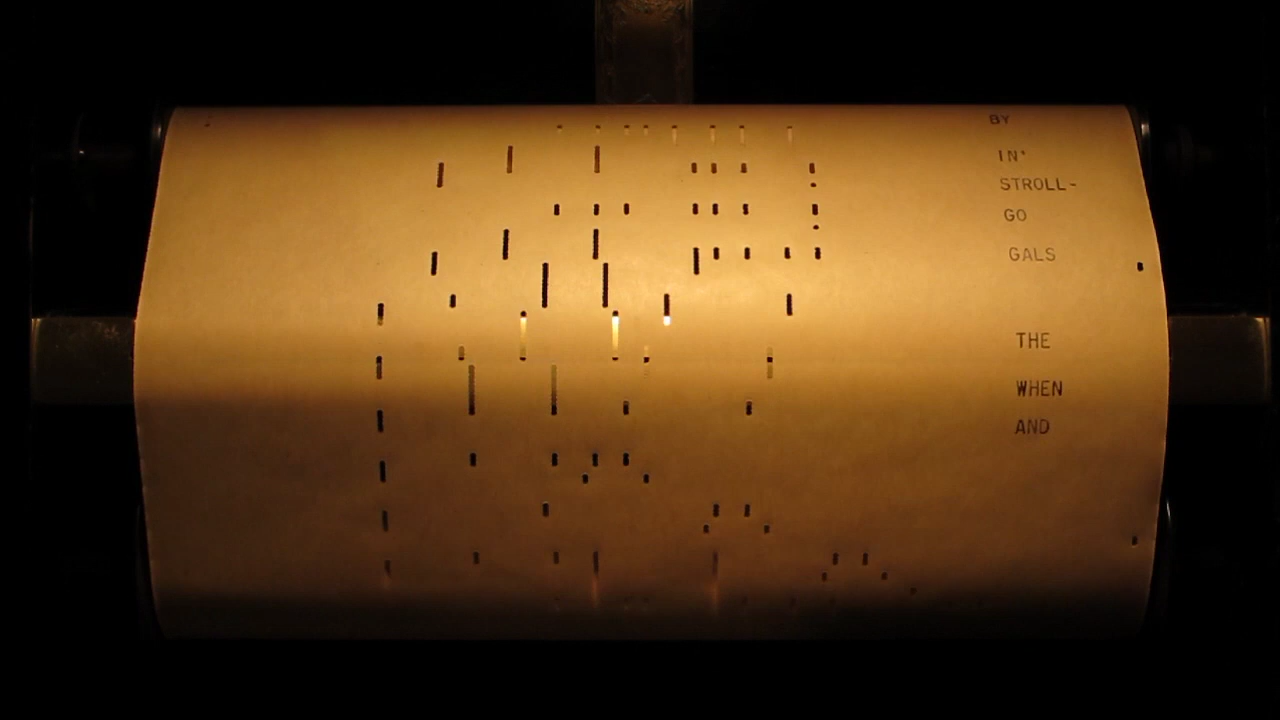 BY
IN'
STROLL-
GO
GALS
THE
WHEN
AND